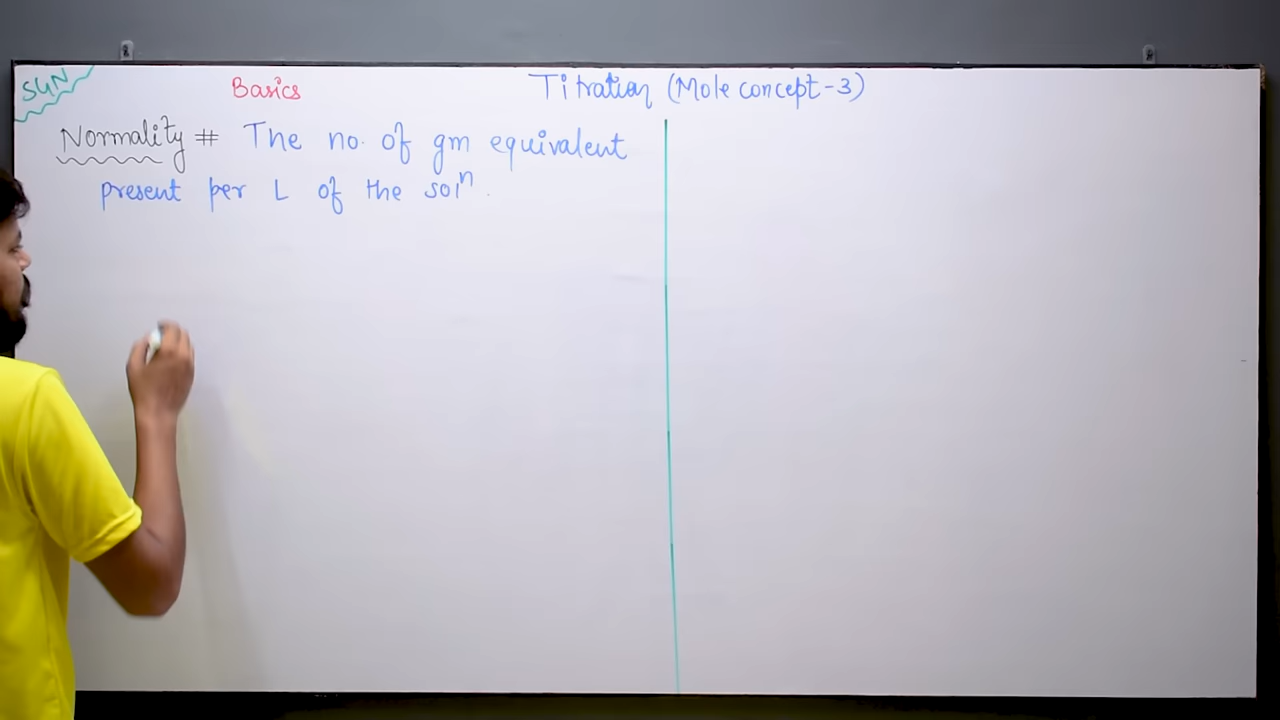 SUN
Basics
Titration (Mole concept-3)
Normality # The no. of gm equivalent
present per L of the solⁿ.